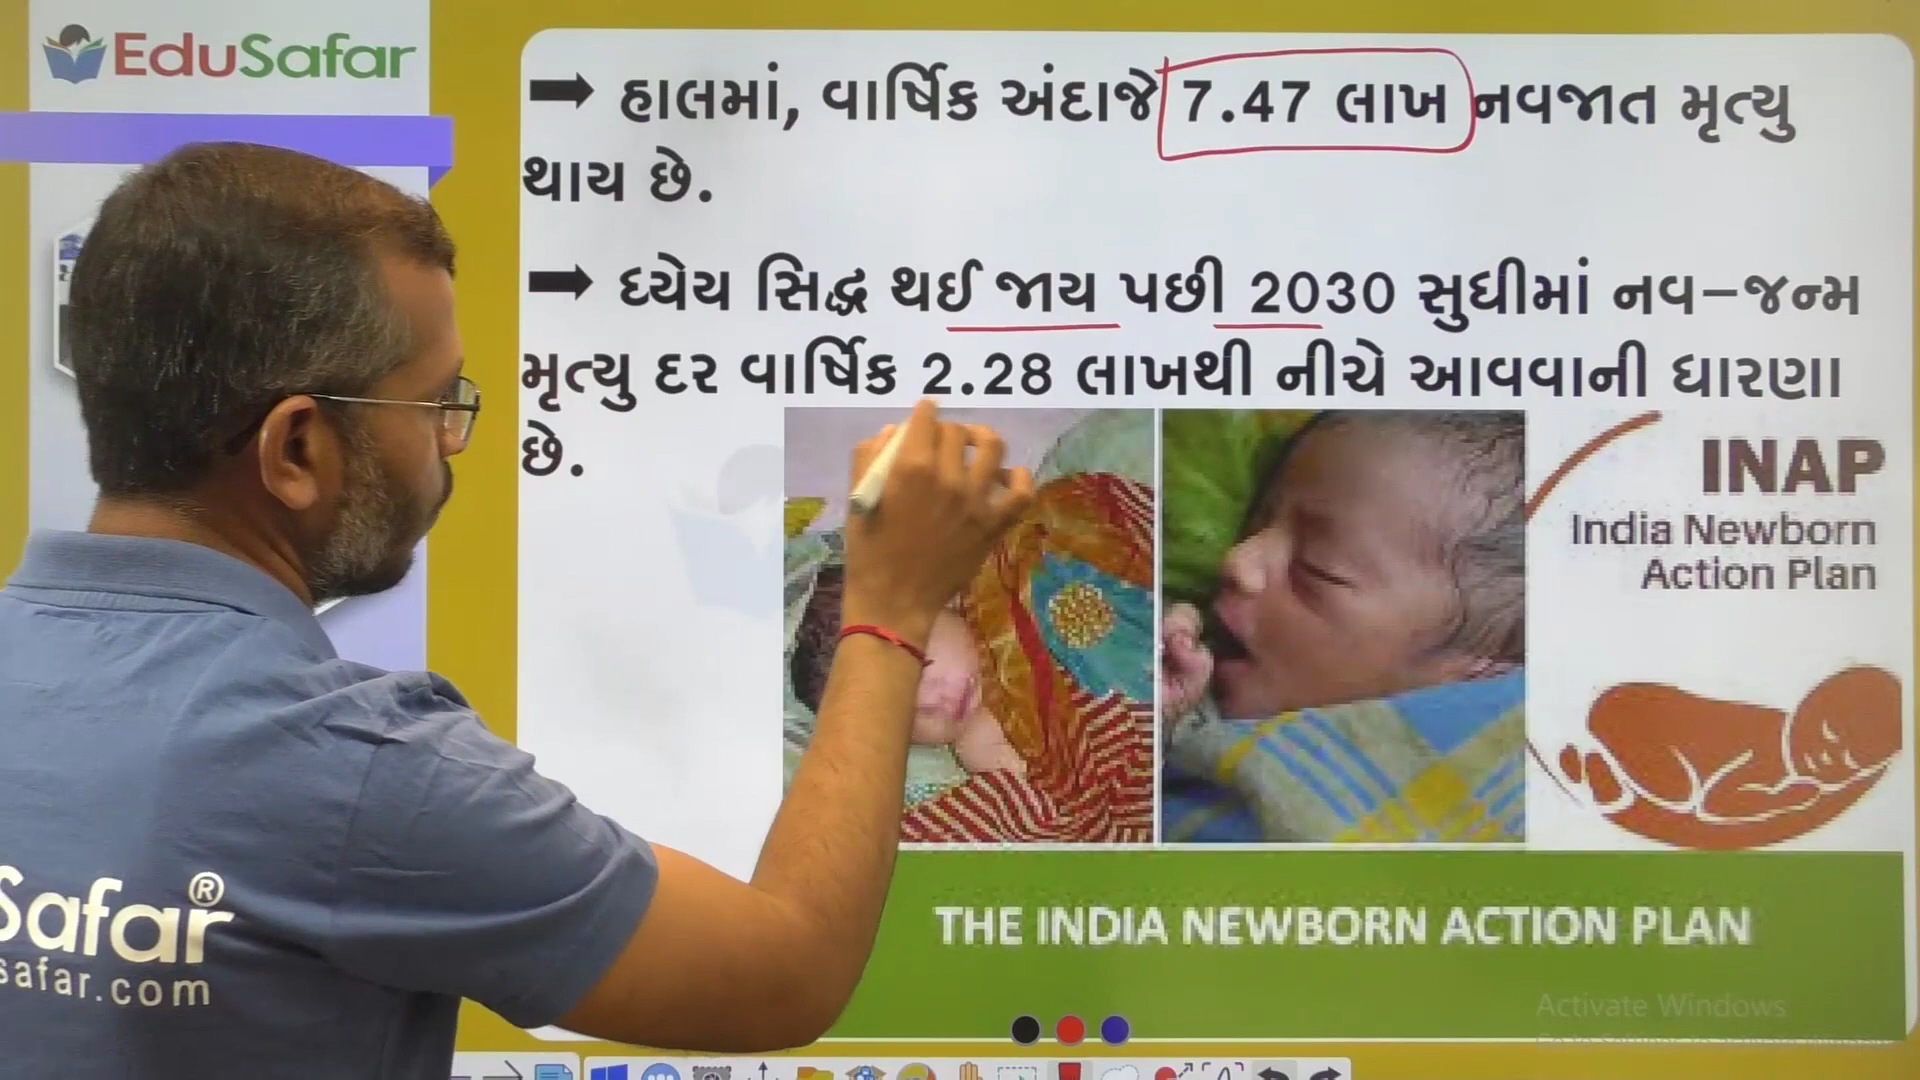 EduSafar
➡ હાલમાં, વાર્ષિક અંદાજે 7.47 લાખ નવજાત મૃત્યુ
થાય છે.
➡ ધ્યેય સિદ્ધ થઈ જાય પછી 2030 સુધીમાં નવ-જન્મ
મૃત્યુ દર વાર્ષિક 2.28 લાખથી નીચે આવવાની ધારણા
છે.
INAP
India Newborn
Action Plan
Safar®
safar.com
THE INDIA NEWBORN ACTION PLAN
Activate Windows